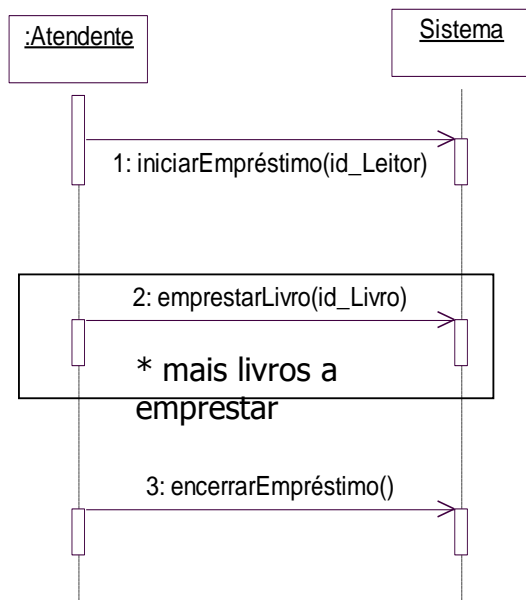 :Atendente
Sistema
1: iniciarEmpréstimo(id_Leitor)
2: emprestarLivro(id_Livro)
* mais livros a
emprestar
3: encerrarEmpréstimo()